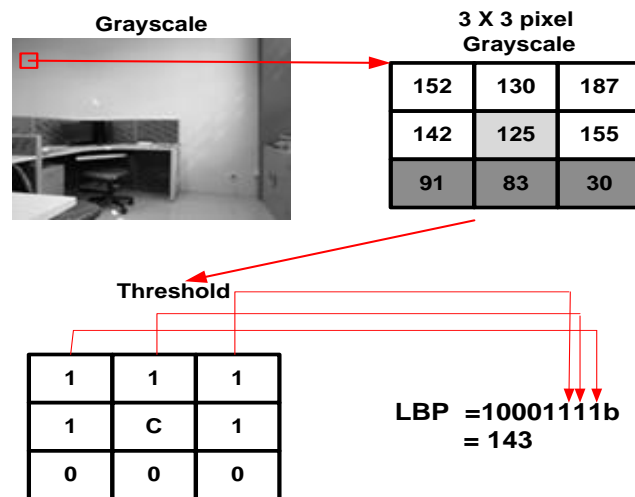 Grayscale
3 X 3 pixel
Grayscale
152 130 187
142 125 155
91 83 30
Threshold
1 1 1
1 C 1
0 0 0
LBP =10001111b
= 143